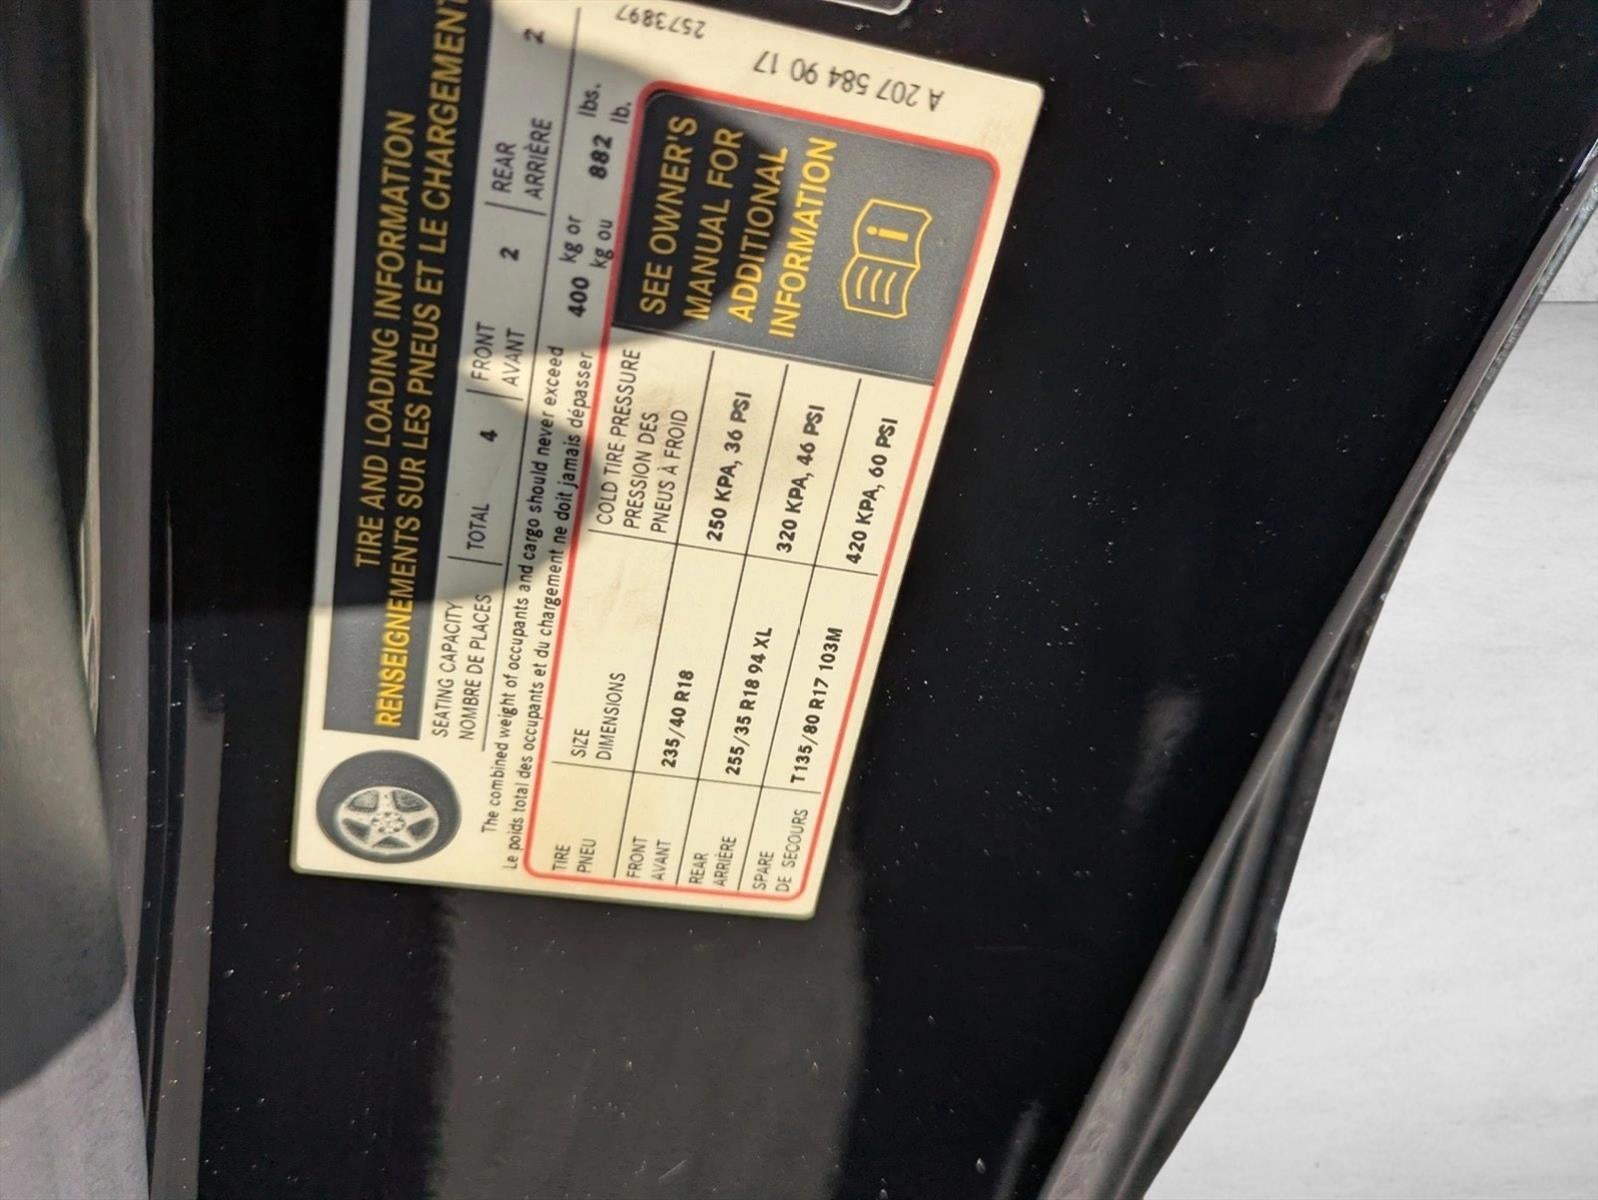 TIRE AND LOADING INFORMATION
RENSEIGNEMENTS SUR LES PNEUS ET LE CHARGEMENT
SEATING CAPACITY | TOTAL 4 | FRONT 2 | REAR 2
NOMBRE DE PLACES | AVANT | ARRIÈRE
The combined weight of occupants and cargo should never exceed 400 kg or 882 lbs.
Le poids total des occupants et du chargement ne doit jamais dépasser kg ou lb.
TIRE SIZE COLD TIRE PRESSURE
PNEU DIMENSIONS PRESSION DES
PNEUS À FROID
FRONT 235/40 R18 250 KPA, 36 PSI
AVANT
REAR 255/35 R18 94 XL 320 KPA, 46 PSI
ARRIÈRE
SPARE T135/80 R17 103M 420 KPA, 60 PSI
DE SECOURS
SEE OWNER'S
MANUAL FOR
ADDITIONAL
INFORMATION
i
2573897
A 207 584 90 17